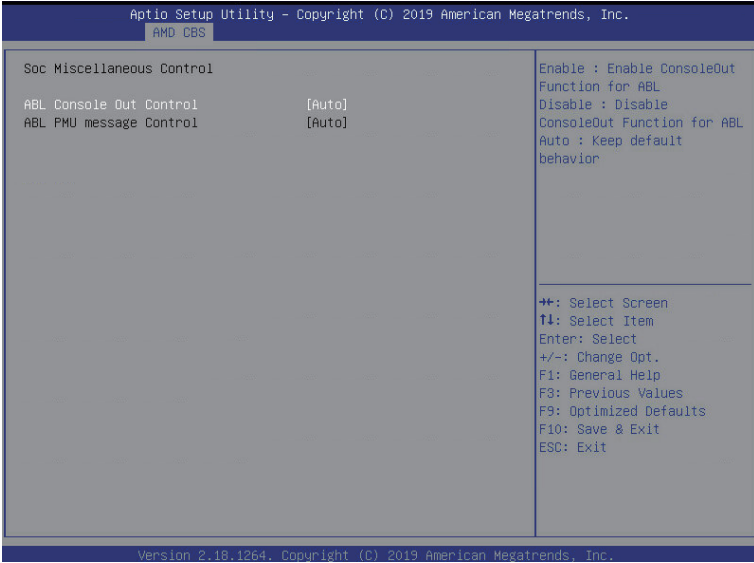 Aptio Setup Utility – Copyright (C) 2019 American Megatrends, Inc.
AMD CBS
Soc Miscellaneous Control
ABL Console Out Control [Auto]
ABL PMU message Control [Auto]
Enable : Enable ConsoleOut
Function for ABL
Disable : Disable
ConsoleOut Function for ABL
Auto : Keep default
behavior
→←: Select Screen
↑↓: Select Item
Enter: Select
+/-: Change Opt.
F1: General Help
F3: Previous Values
F9: Optimized Defaults
F10: Save & Exit
ESC: Exit
Version 2.18.1264. Copyright (C) 2019 American Megatrends, Inc.